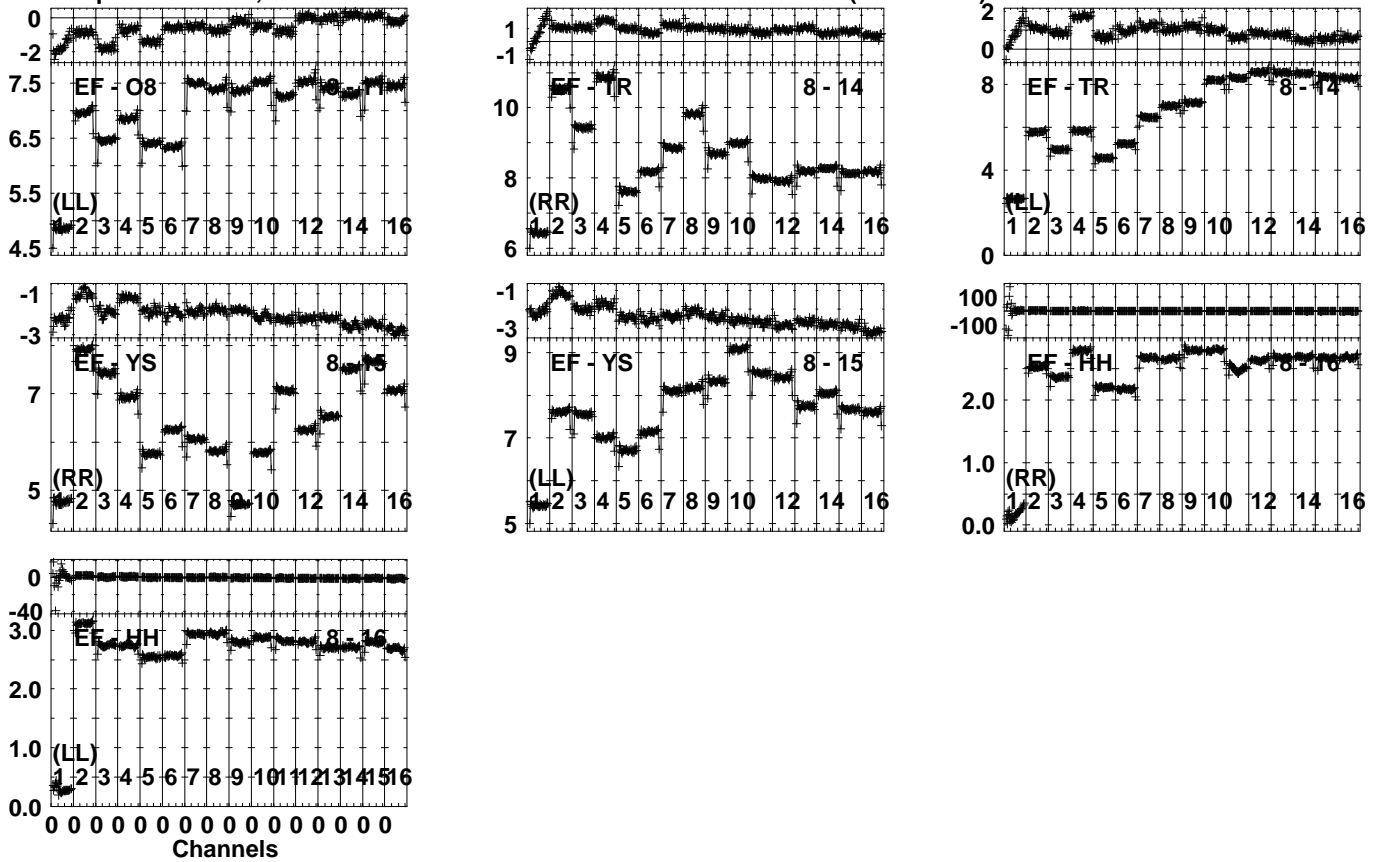 0
-2
7.5
6.5
5.5
4.5
EF - O8
(LL)
1 2 3 4 5 6 7 8 9 10 12 14 16
1
-1
10
8
6
EF - TR 8 - 14
(RR)
1 2 3 4 5 6 7 8 9 10 12 14 16
2
0
8
4
0
EF - TR 8 - 14
(LL)
1 2 3 4 5 6 7 8 9 10 12 14 16
-1
-3
7
5
EF - YS 8 - 15
(RR)
1 2 3 4 5 6 7 8 9 10 12 14 16
-1
-3
9
7
5
EF - YS 8 - 15
(LL)
1 2 3 4 5 6 7 8 9 10 12 14 16
100
-100
2.0
1.0
0.0
EF - HH 8 - 16
(RR)
1 2 3 4 5 6 7 8 9 10 12 14 16
0
-40
3.0
2.0
1.0
0.0
EF - HH 8 - 16
(LL)
1 2 3 4 5 6 7 8 9 10 11 12 13 14 15 16
0 0 0 0 0 0 0 0 0 0 0 0 0 0 0 0
Channels